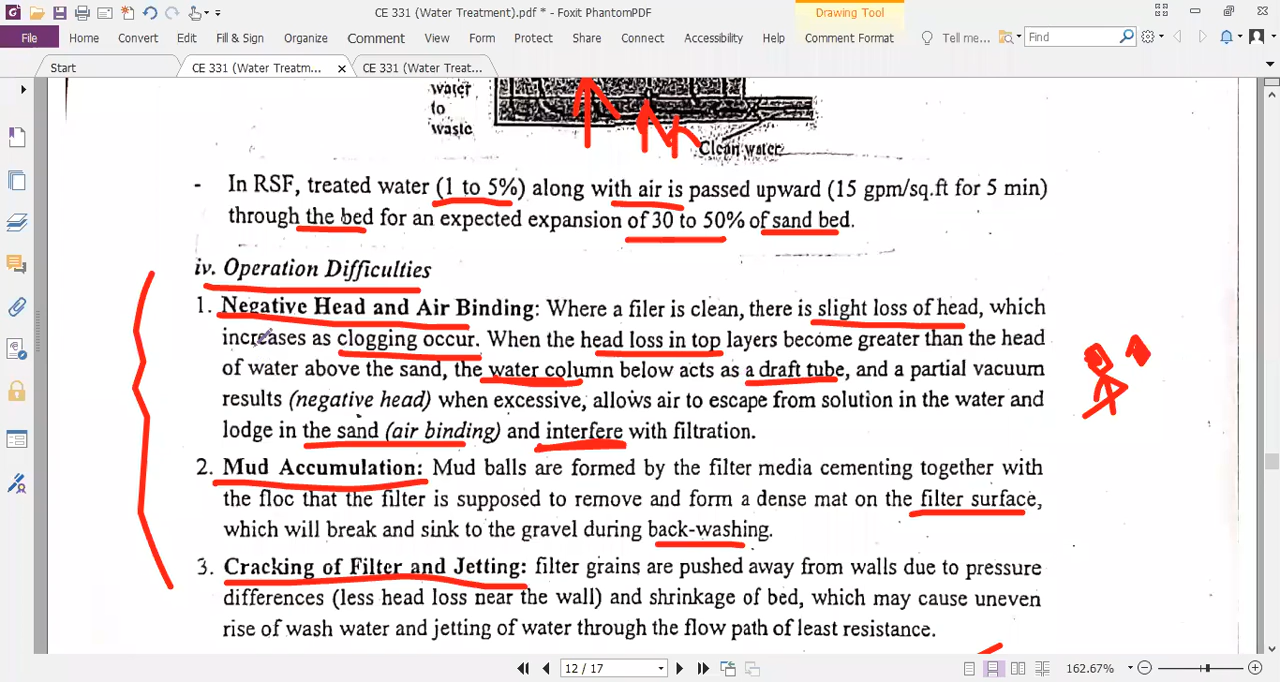 CE 331 (Water Treatment).pdf * - Foxit PhantomPDF
Drawing Tool
File Home Convert Edit Fill & Sign Organize Comment View Form Protect Share Connect Accessibility Help Comment Format Tell me... Find
Start CE 331 (Water Treatm... CE 331 (Water Treat...
water
to
waste
Clean water
- In RSF, treated water (1 to 5%) along with air is passed upward (15 gpm/sq.ft for 5 min)
through the bed for an expected expansion of 30 to 50% of sand bed.
iv. Operation Difficulties
1. Negative Head and Air Binding: Where a filer is clean, there is slight loss of head, which
increases as clogging occur. When the head loss in top layers become greater than the head
of water above the sand, the water column below acts as a draft tube, and a partial vacuum
results (negative head) when excessive, allows air to escape from solution in the water and
lodge in the sand (air binding) and interfere with filtration.
2. Mud Accumulation: Mud balls are formed by the filter media cementing together with
the floc that the filter is supposed to remove and form a dense mat on the filter surface,
which will break and sink to the gravel during back-washing.
3. Cracking of Filter and Jetting: filter grains are pushed away from walls due to pressure
differences (less head loss near the wall) and shrinkage of bed, which may cause uneven
rise of wash water and jetting of water through the flow path of least resistance.
12 / 17
162.67%